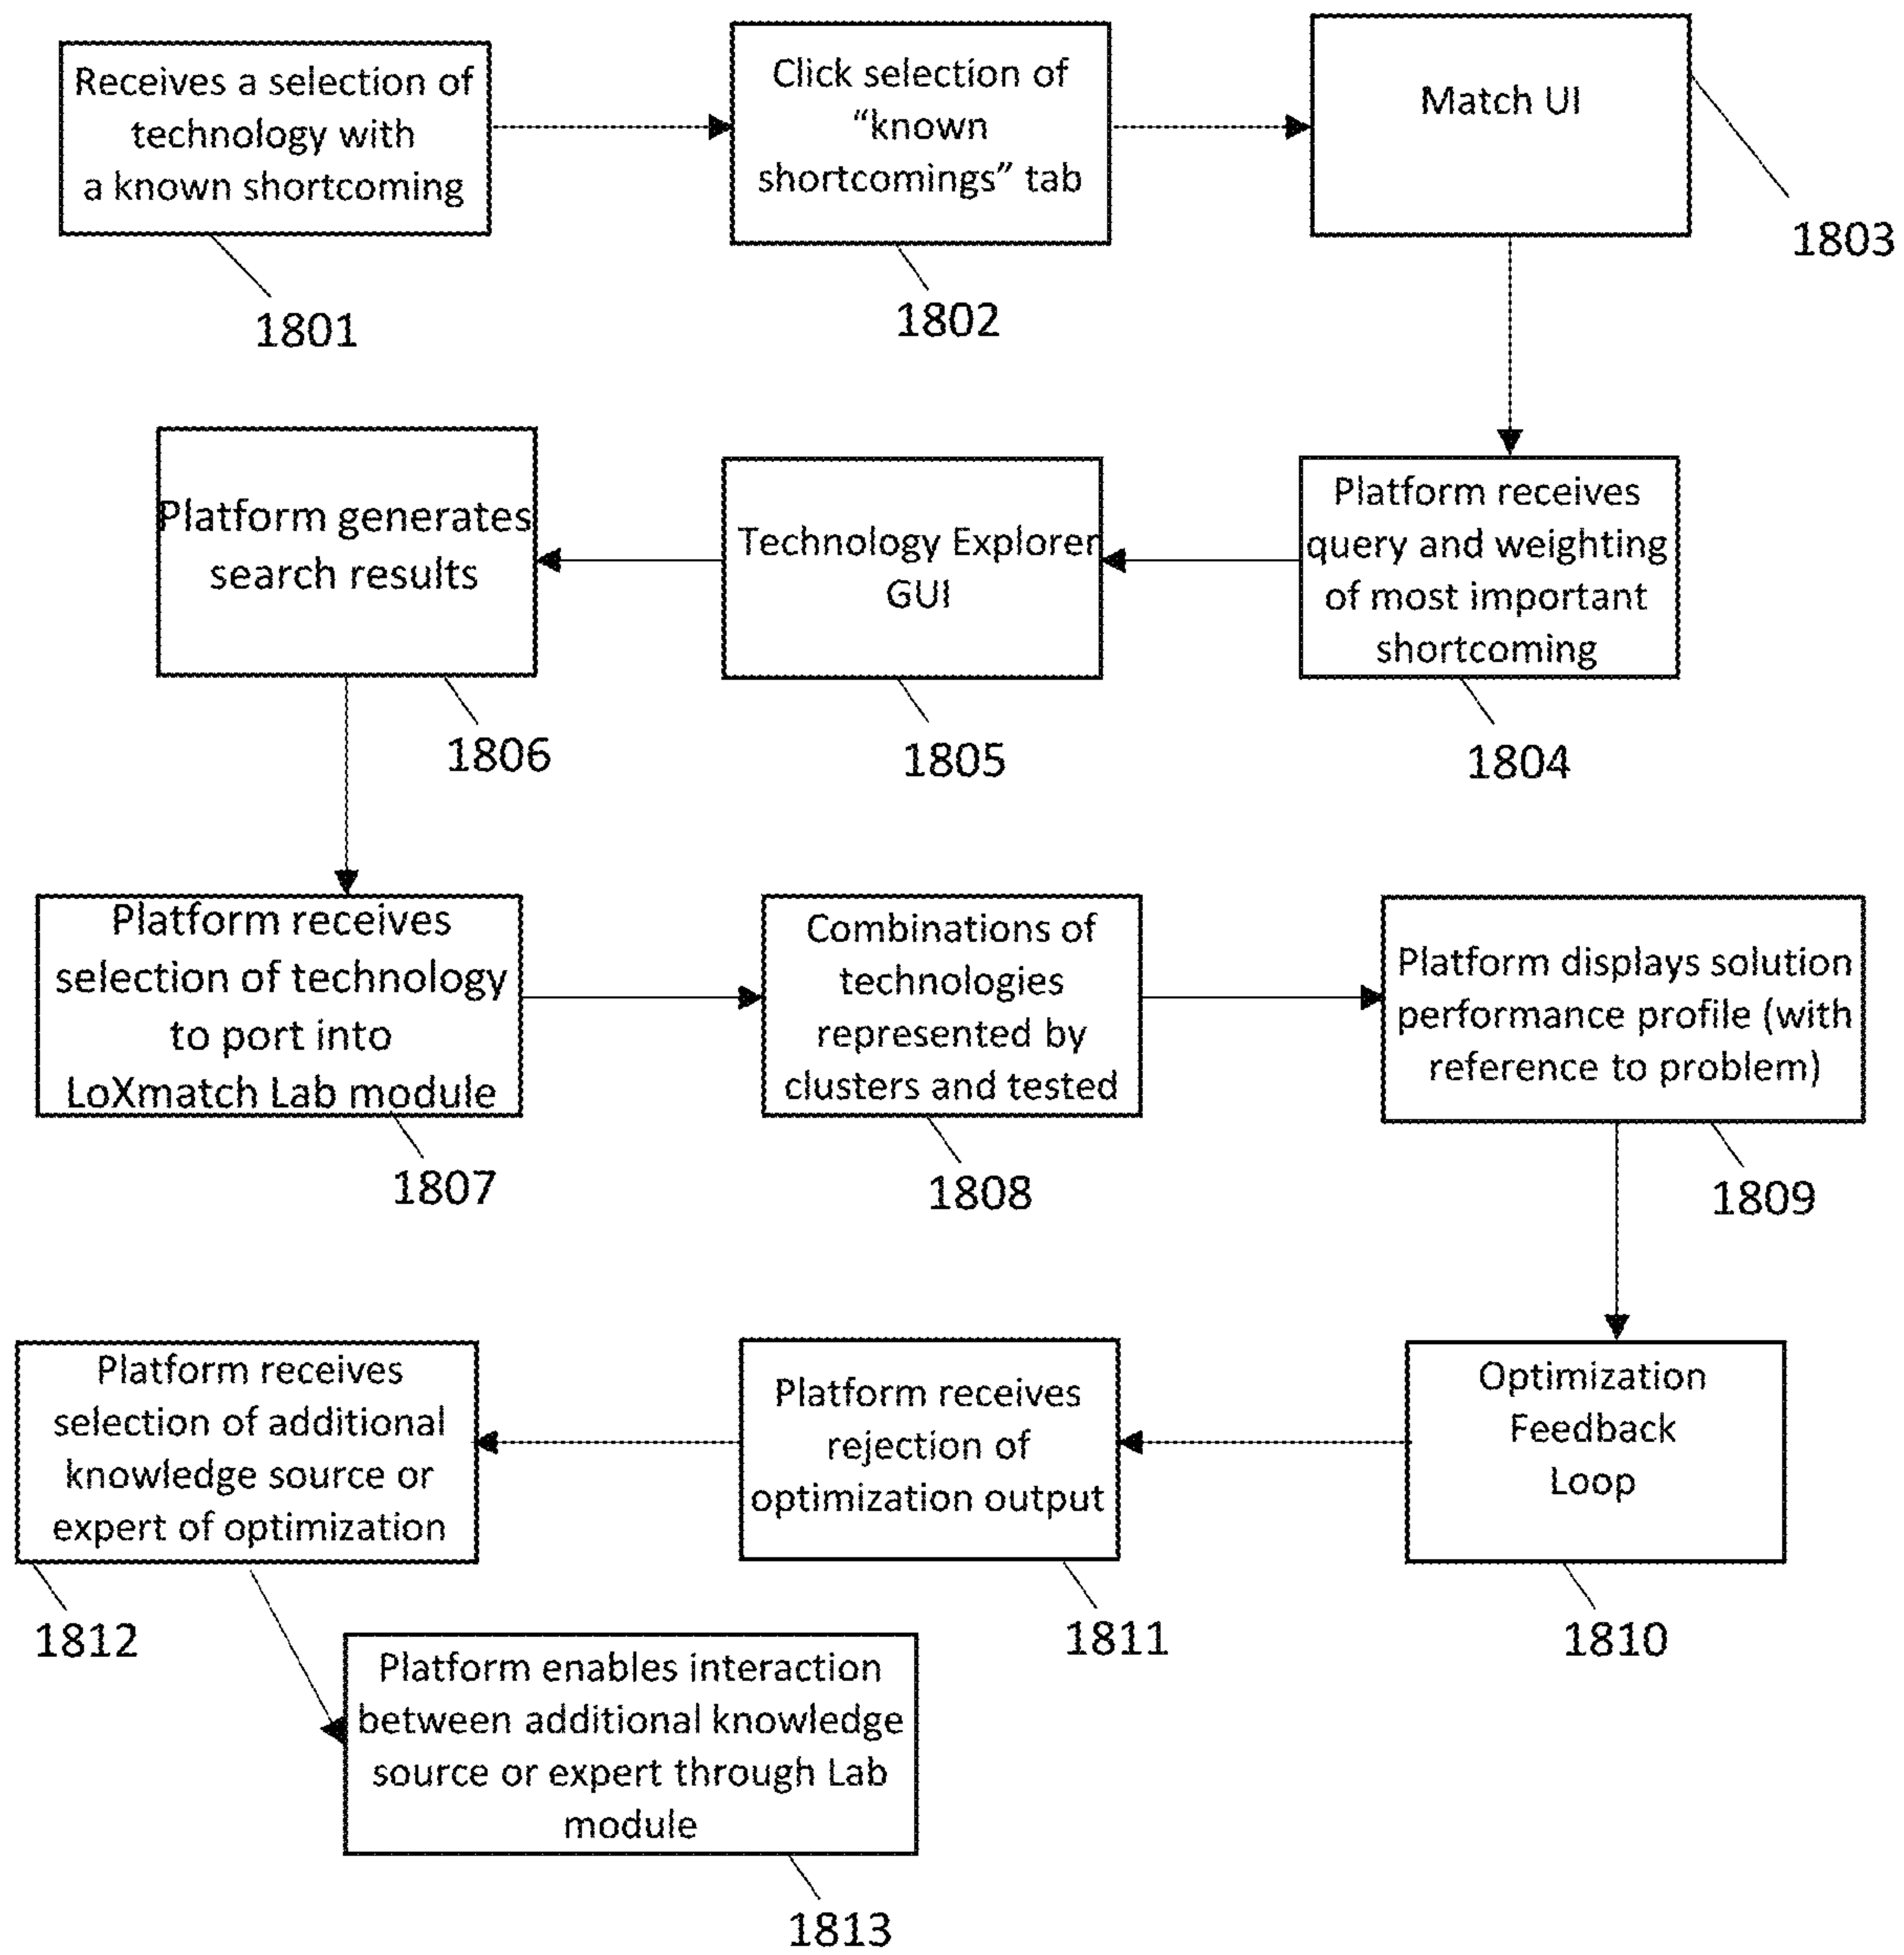 Receives a selection of
technology with
a known shortcoming
1801
Click selection of
“known
shortcomings” tab
1802
Match UI
1803
Platform receives
query and weighting
of most important
shortcoming
1804
Technology Explorer
GUI
1805
Platform generates
search results
1806
Platform receives
selection of technology
to port into
LoXmatch Lab module
1807
Combinations of
technologies
represented by
clusters and tested
1808
Platform displays solution
performance profile (with
reference to problem)
1809
Optimization
Feedback
Loop
1810
Platform receives
rejection of
optimization output
1811
Platform receives
selection of additional
knowledge source or
expert of optimization
1812
Platform enables interaction
between additional knowledge
source or expert through Lab
module
1813